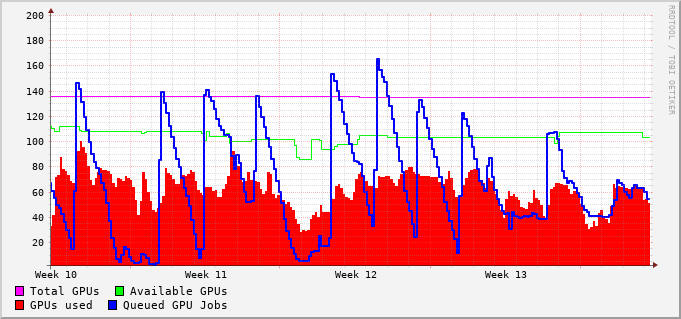 200
180
160
140
120
100
80
60
40
20
Week 10 Week 11 Week 12 Week 13
Total GPUs Available GPUs
GPUs used Queued GPU Jobs
RRDTOOL / TOBI OETIKER